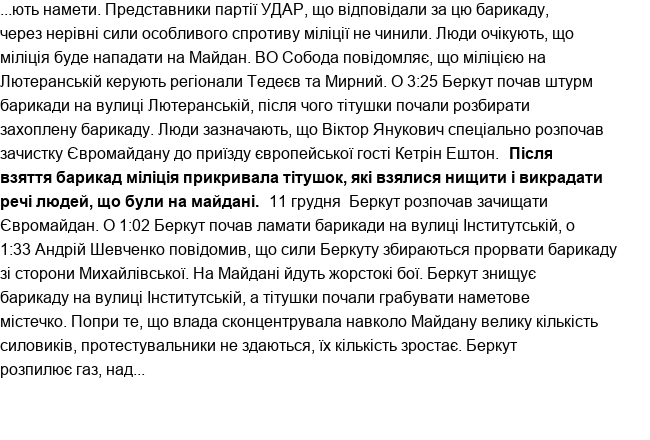 ...ють намети. Представники партії УДАР, що відповідали за цю барикаду,
через нерівні сили особливого спротиву міліції не чинили. Люди очікують, що
міліція буде нападати на Майдан. ВО Собода повідомляє, що міліцією на
Лютеранській керують регіонали Тедеєв та Мирний. О 3:25 Беркут почав штурм
барикади на вулиці Лютеранській, після чого тітушки почали розбирати
захоплену барикаду. Люди зазначають, що Віктор Янукович спеціально розпочав
зачистку Євромайдану до приїзду європейської гості Кетрін Ештон. Після
взяття барикад міліція прикривала тітушок, які взялися нищити і викрадати
речі людей, що були на майдані. 11 грудня Беркут розпочав зачищати
Євромайдан. О 1:02 Беркут почав ламати барикади на вулиці Інститутській, о
1:33 Андрій Шевченко повідомив, що сили Беркуту збираються прорвати барикаду
зі сторони Михайлівської. На Майдані йдуть жорстокі бої. Беркут знищує
барикаду на вулиці Інститутській, а тітушки почали грабувати наметове
містечко. Попри те, що влада сконцентрувала навколо Майдану велику кількість
силовиків, протестувальники не здаються, їх кількість зростає. Беркут
розпилює газ, над...